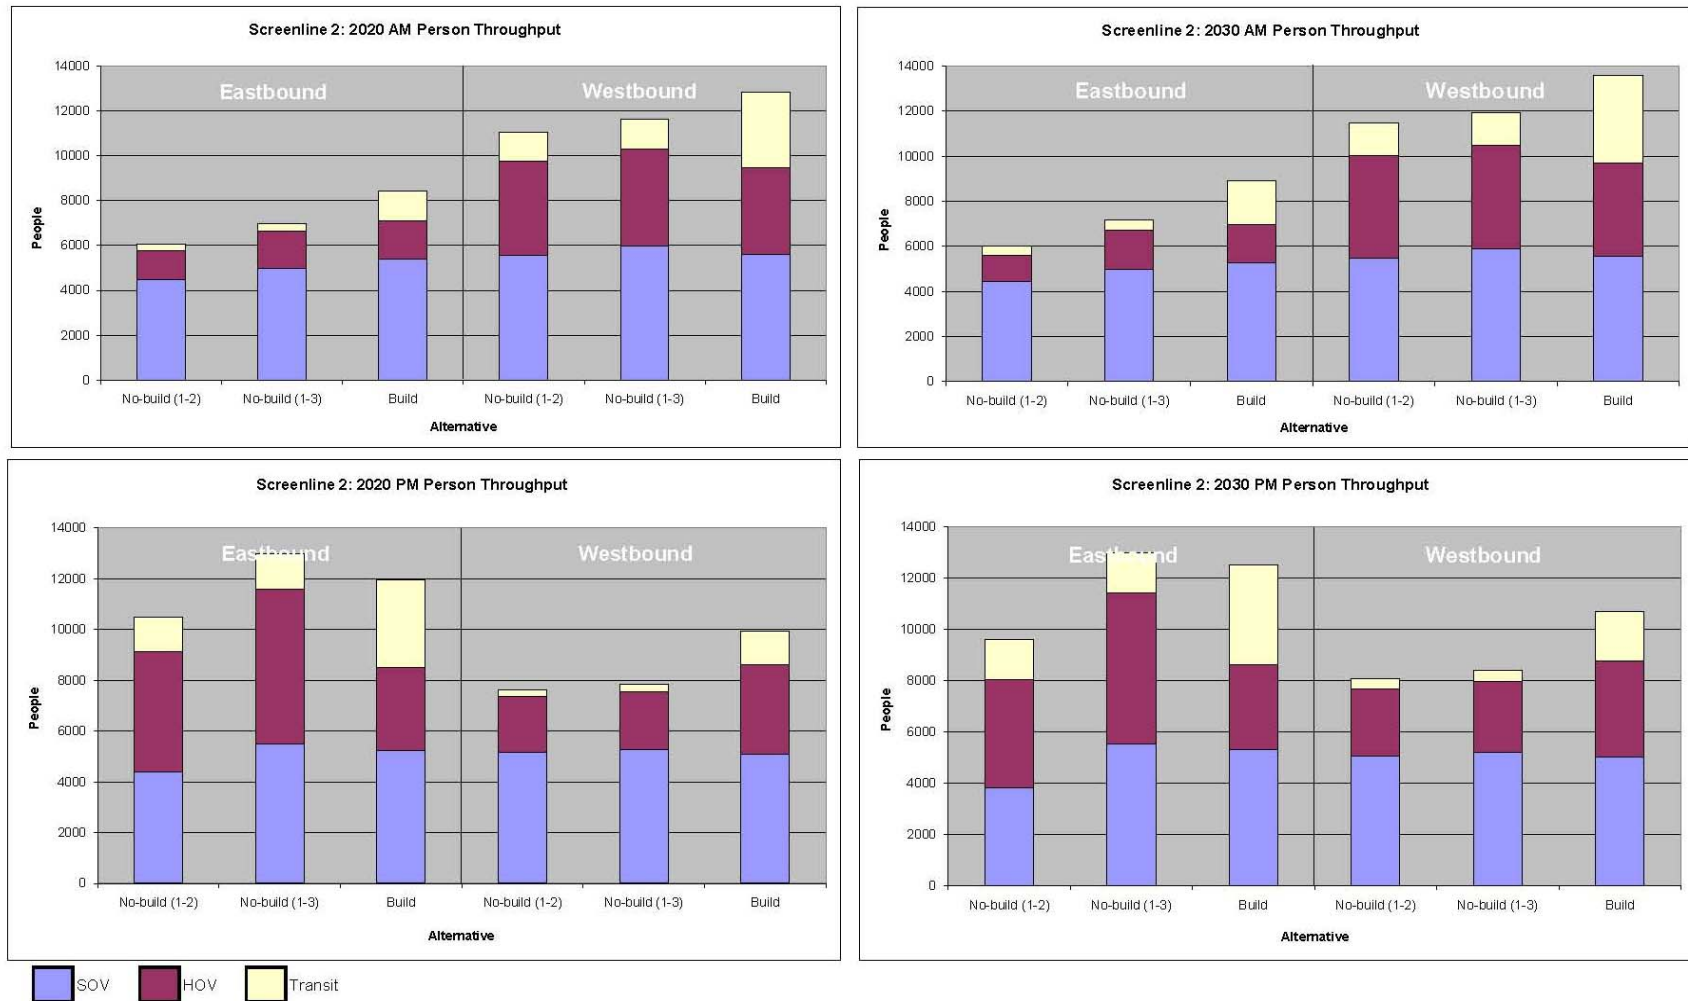 Screenline 2: 2020 AM Person Throughput
14000
12000
10000
8000
6000
4000
2000
0
People
Eastbound
Westbound
No-build (1-2)
No-build (1-3)
Build
No-build (1-2)
No-build (1-3)
Build
Alternative
Screenline 2: 2030 AM Person Throughput
14000
12000
10000
8000
6000
4000
2000
0
People
Eastbound
Westbound
No-build (1-2)
No-build (1-3)
Build
No-build (1-2)
No-build (1-3)
Build
Alternative
Screenline 2: 2020 PM Person Throughput
14000
12000
10000
8000
6000
4000
2000
0
People
Eastbound
Westbound
No-build (1-2)
No-build (1-3)
Build
No-build (1-2)
No-build (1-3)
Build
Alternative
Screenline 2: 2030 PM Person Throughput
14000
12000
10000
8000
6000
4000
2000
0
People
Eastbound
Westbound
No-build (1-2)
No-build (1-3)
Build
No-build (1-2)
No-build (1-3)
Build
Alternative
SOV
HOV
Transit